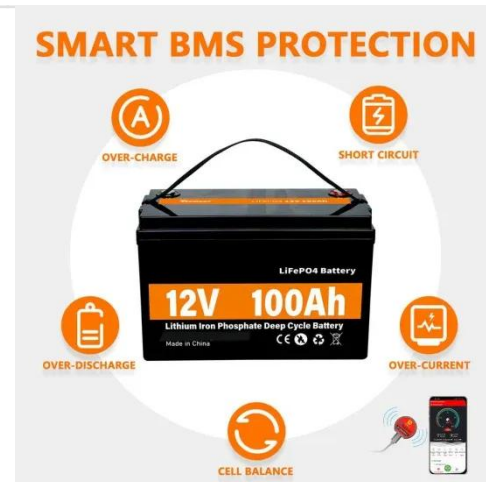 SMART BMS PROTECTION
OVER-CHARGE
SHORT CIRCUIT
LiFePO4 Battery
12V 100Ah
Lithium Iron Phosphate Deep Cycle Battery
Made in China
CE
OVER-DISCHARGE
OVER-CURRENT
CELL BALANCE